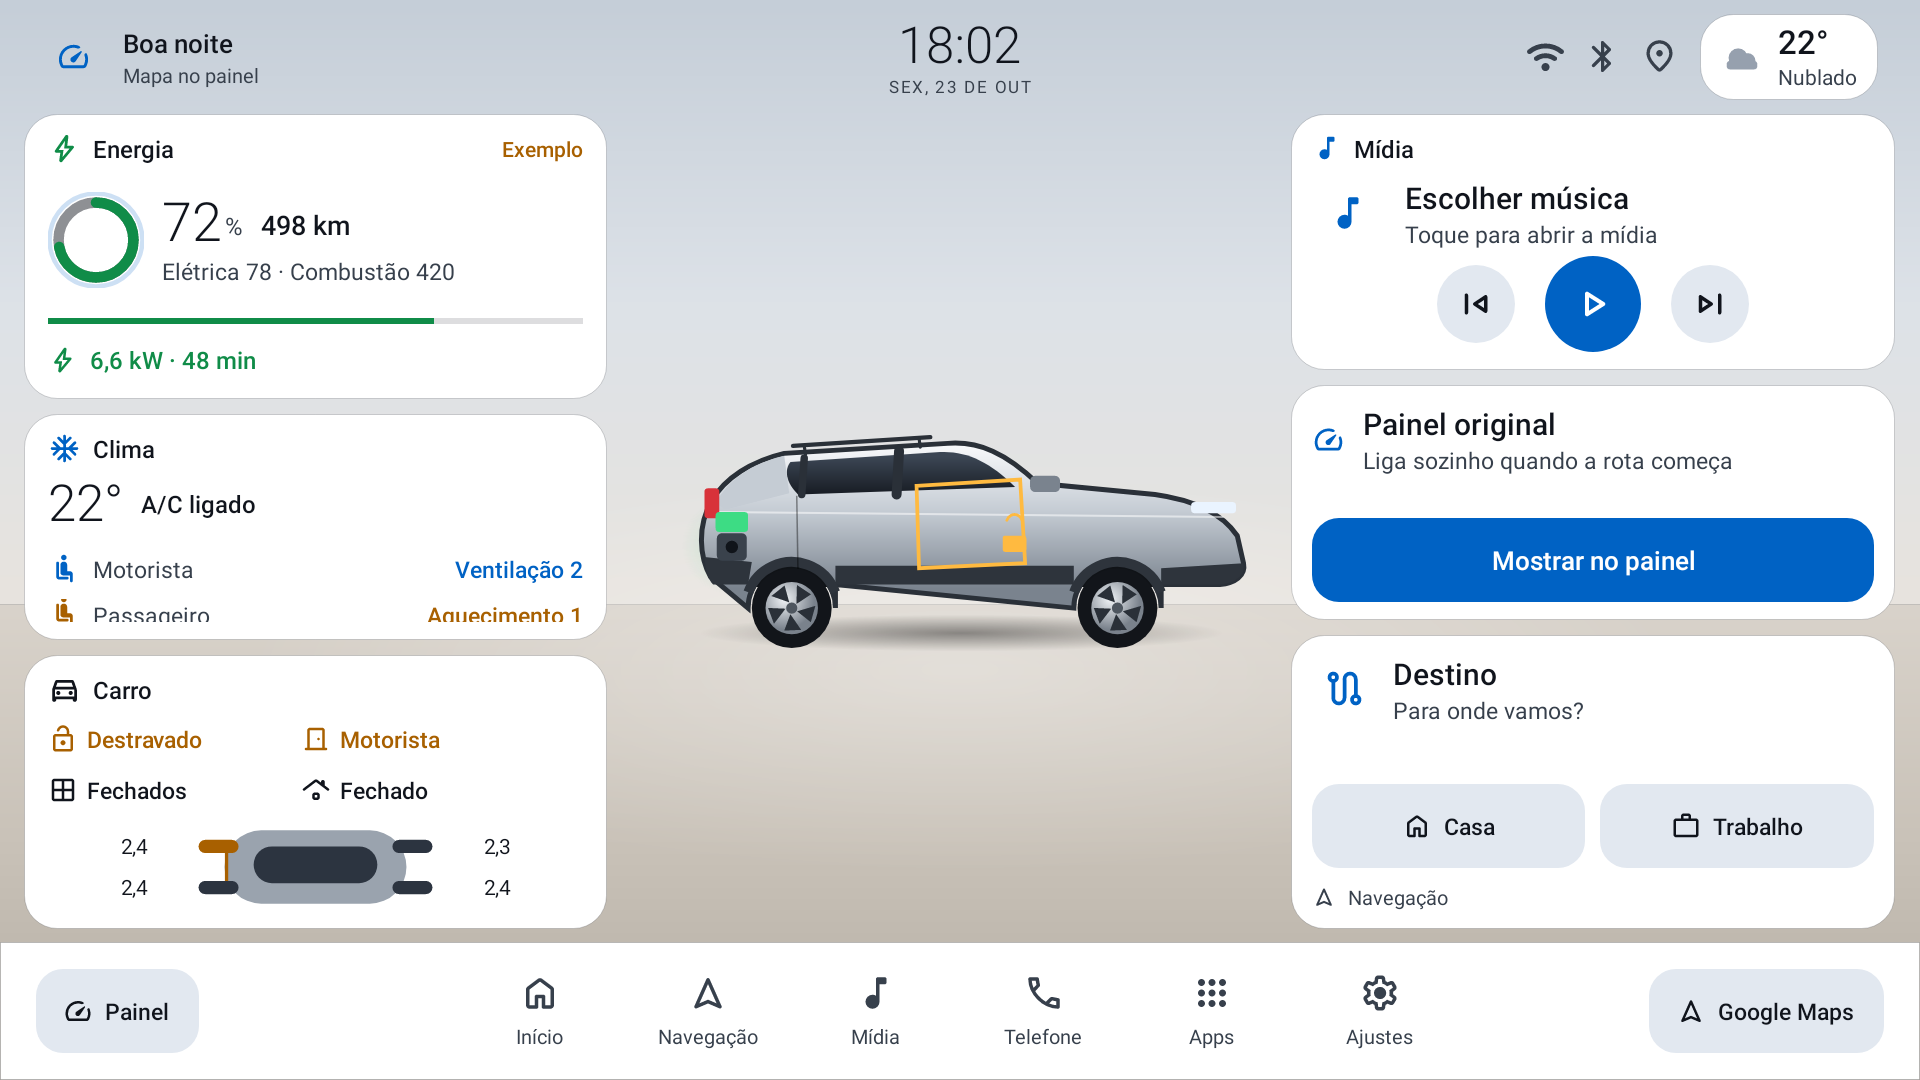 Boa noite
Mapa no painel
18:02
SEX, 23 DE OUT
22°
Nublado
Energia
Exemplo
72 % 498 km
Elétrica 78 · Combustão 420
6,6 kW · 48 min
Clima
22° A/C ligado
Motorista
Ventilação 2
Passageiro
Aquecimento 1
Carro
Destravado
Motorista
Fechados
Fechado
2,4
2,3
2,4
2,4
Mídia
Escolher música
Toque para abrir a mídia
Painel original
Liga sozinho quando a rota começa
Mostrar no painel
Destino
Para onde vamos?
Casa
Trabalho
Navegação
Painel
Início
Navegação
Mídia
Telefone
Apps
Ajustes
Google Maps